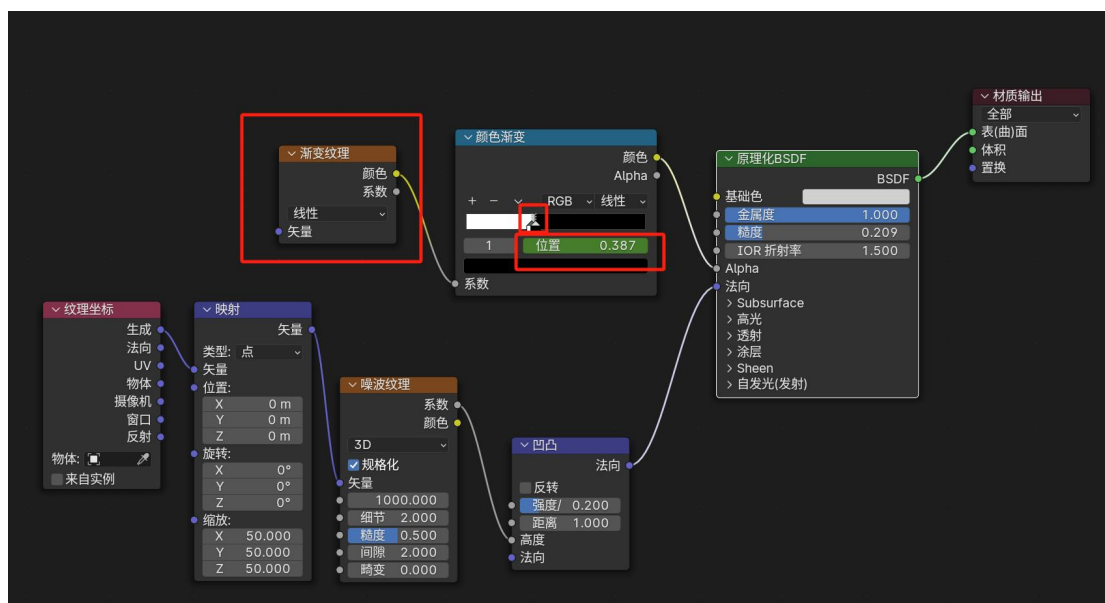 材质输出
全部
表(曲)面
体积
置换
渐变纹理
颜色
系数
线性
矢量
颜色渐变
颜色
Alpha
+ − RGB 线性
1 位置 0.387
系数
原理化BSDF
BSDF
基础色
金属度 1.000
糙度 0.209
IOR 折射率 1.500
Alpha
法向
Subsurface
高光
透射
涂层
Sheen
自发光(发射)
纹理坐标
生成
法向
UV
物体
摄像机
窗口
反射
物体:
来自实例
映射
矢量
类型: 点
矢量
位置:
X 0 m
Y 0 m
Z 0 m
旋转:
X 0°
Y 0°
Z 0°
缩放:
X 50.000
Y 50.000
Z 50.000
噪波纹理
系数
颜色
3D
规格化
矢量
1000.000
细节 2.000
糙度 0.500
间隙 2.000
畸变 0.000
凹凸
法向
反转
强度/ 0.200
距离 1.000
高度
法向